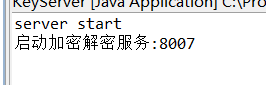 KeyServer [Java Application] C:\Pro
server start
启动加密解密服务:8007